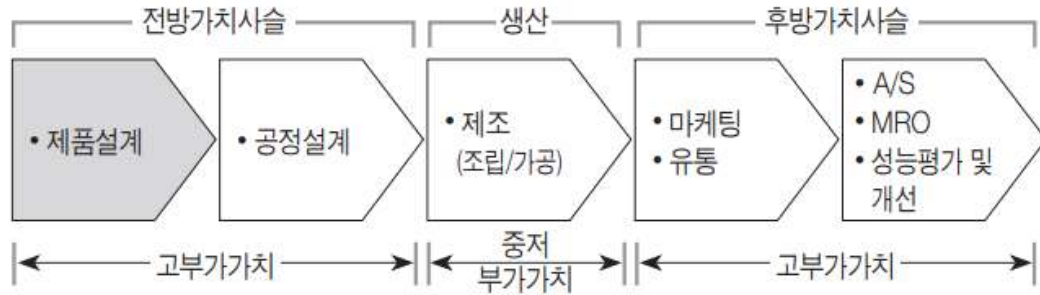 전방가치사슬
생산
후방가치사슬
• 제품설계
• 공정설계
• 제조
(조립/가공)
• 마케팅
• 유통
• A/S
• MRO
• 성능평가 및
개선
고부가가치
중저
부가가치
고부가가치